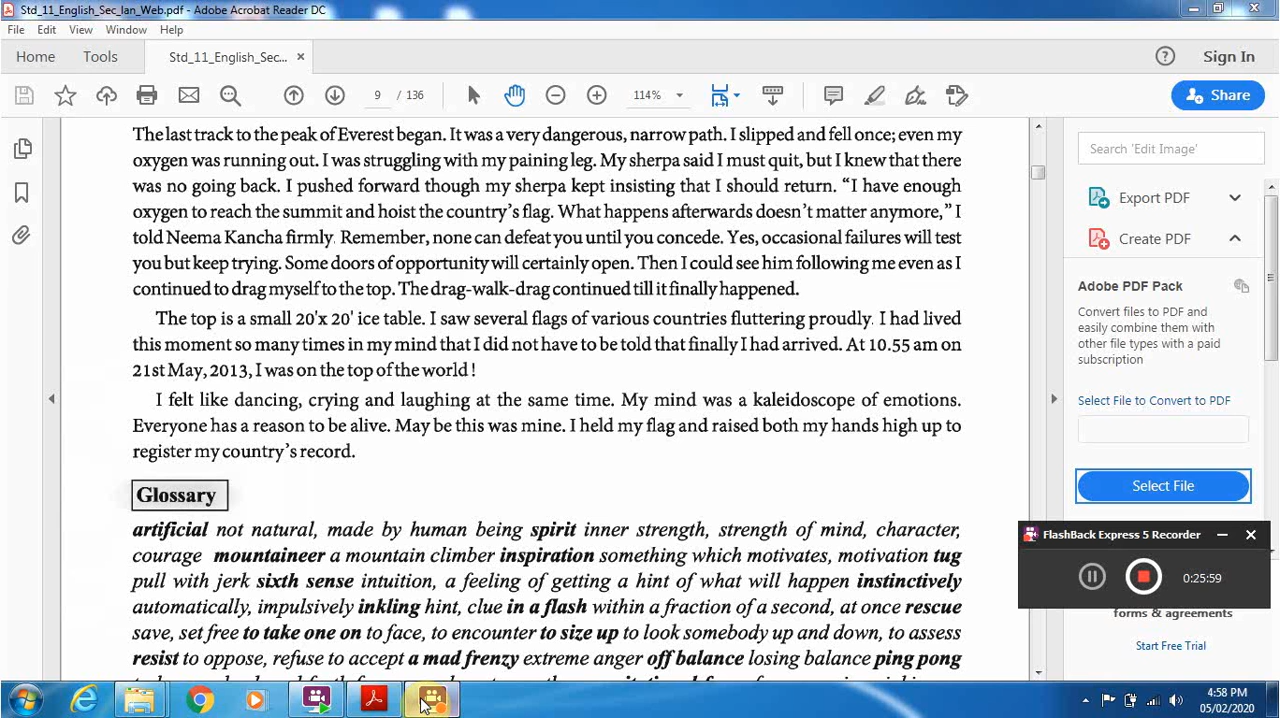 Std_11_English_Sec_lan_Web.pdf - Adobe Acrobat Reader DC
File Edit View Window Help
Home Tools Std_11_English_Sec... ×
Sign In
9 / 136
114%
Share
The last track to the peak of Everest began. It was a very dangerous, narrow path. I slipped and fell once; even my
oxygen was running out. I was struggling with my paining leg. My sherpa said I must quit, but I knew that there
was no going back. I pushed forward though my sherpa kept insisting that I should return. “I have enough
oxygen to reach the summit and hoist the country’s flag. What happens afterwards doesn’t matter anymore,” I
told Neema Kancha firmly. Remember, none can defeat you until you concede. Yes, occasional failures will test
you but keep trying. Some doors of opportunity will certainly open. Then I could see him following me even as I
continued to drag myself to the top. The drag-walk-drag continued till it finally happened.
The top is a small 20'x 20' ice table. I saw several flags of various countries fluttering proudly. I had lived
this moment so many times in my mind that I did not have to be told that finally I had arrived. At 10.55 am on
21st May, 2013, I was on the top of the world !
I felt like dancing, crying and laughing at the same time. My mind was a kaleidoscope of emotions.
Everyone has a reason to be alive. May be this was mine. I held my flag and raised both my hands high up to
register my country’s record.
Glossary
artificial not natural, made by human being spirit inner strength, strength of mind, character,
courage mountaineer a mountain climber inspiration something which motivates, motivation tug
pull with jerk sixth sense intuition, a feeling of getting a hint of what will happen instinctively
automatically, impulsively inkling hint, clue in a flash within a fraction of a second, at once rescue
save, set free to take one on to face, to encounter to size up to look somebody up and down, to assess
resist to oppose, refuse to accept a mad frenzy extreme anger off balance losing balance ping pong
Search 'Edit Image'
Export PDF
Create PDF
Adobe PDF Pack
Convert files to PDF and
easily combine them with
other file types with a paid
subscription
Select File to Convert to PDF
Select File
FlashBack Express 5 Recorder
0:25:59
forms & agreements
Start Free Trial
4:58 PM
05/02/2020